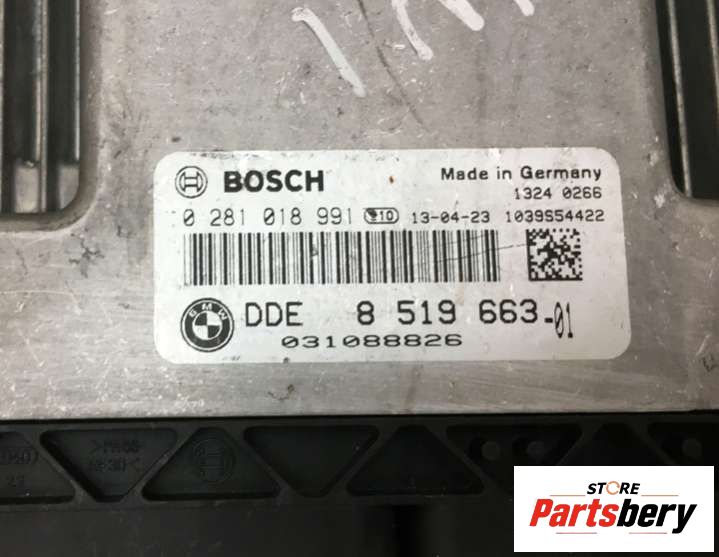 BOSCH
Made in Germany
1324 0266
0 281 018 991 13-04-23 1039S54422
BMW
DDE 8 519 663-01
031088826
STORE
Partsbery